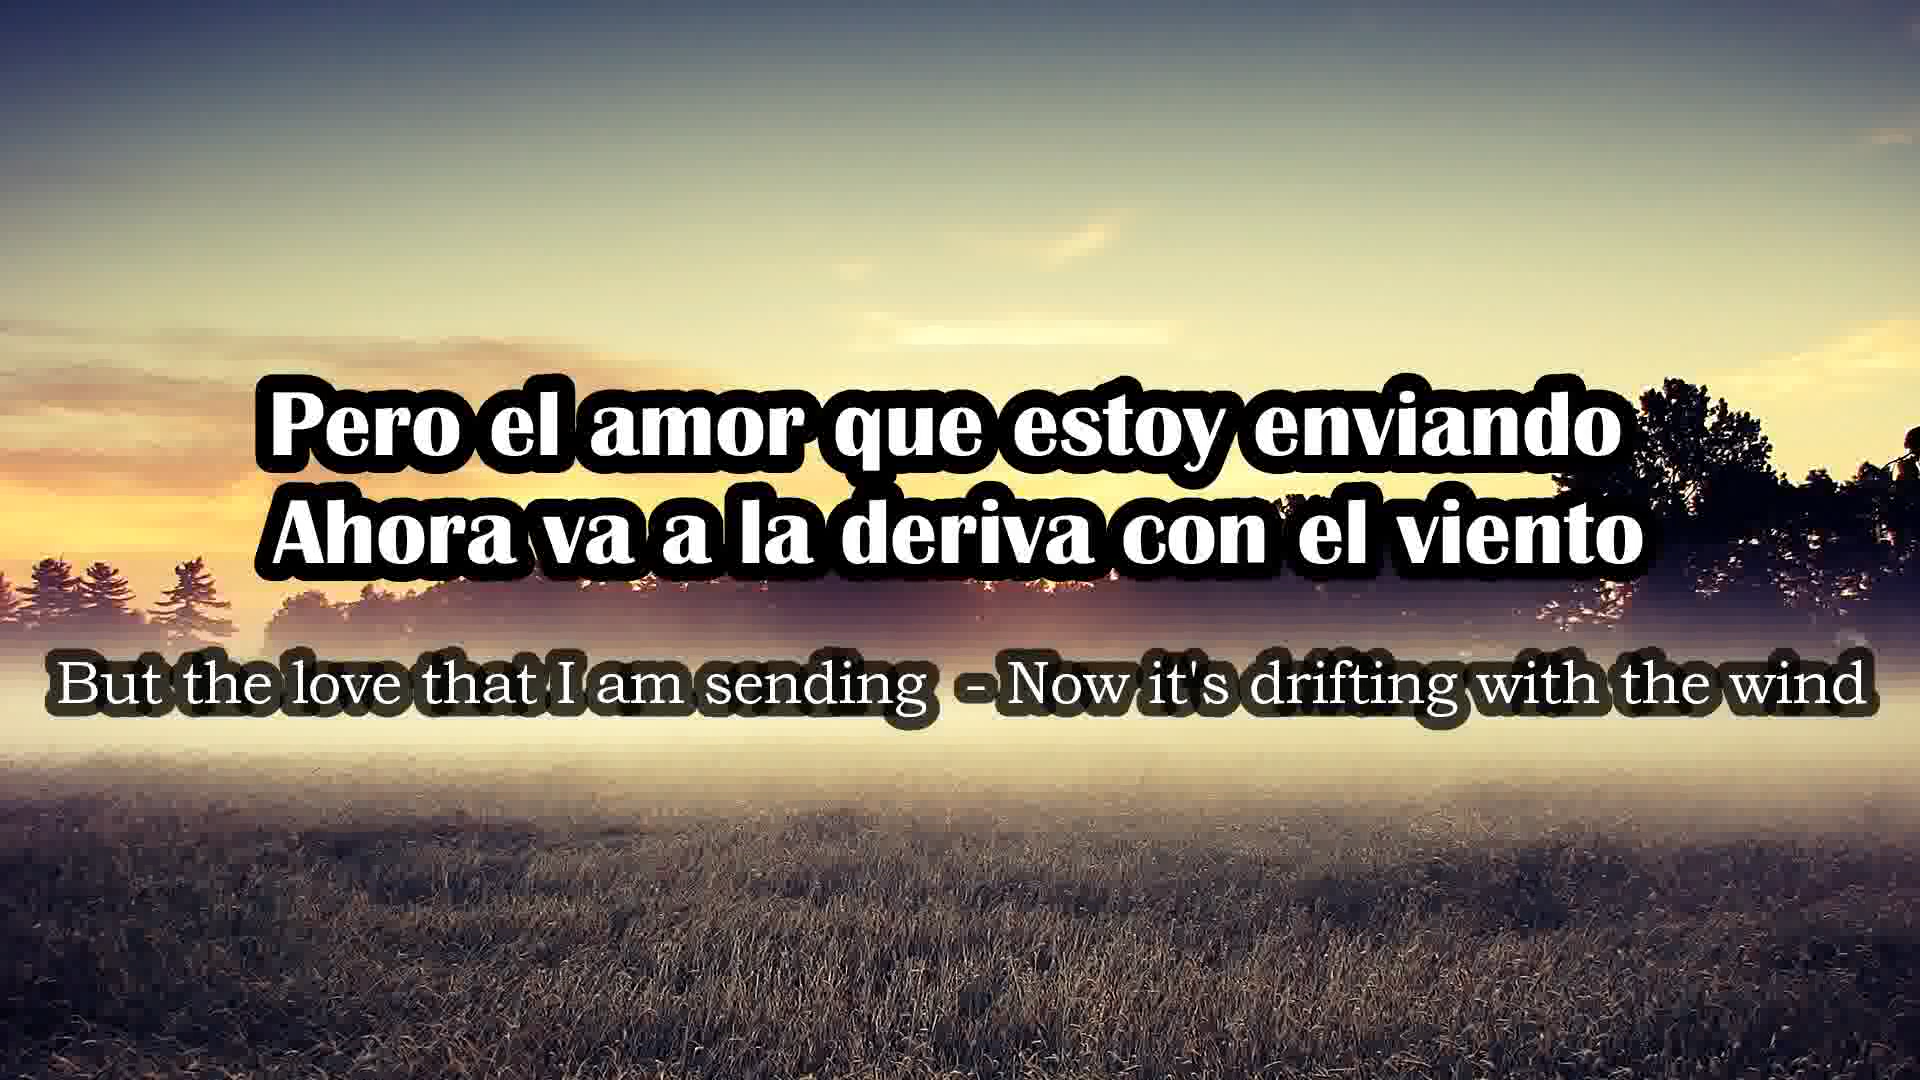 Pero el amor que estoy enviando
Ahora va a la deriva con el viento
But the love that I am sending - Now it's drifting with the wind